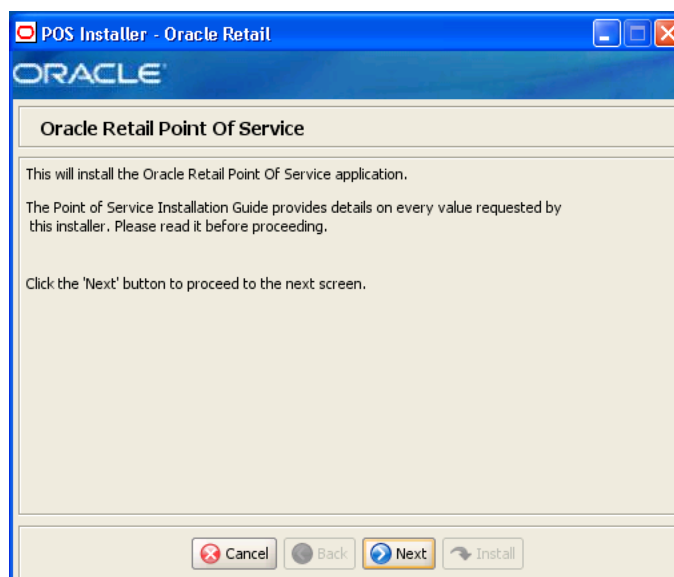 POS Installer - Oracle Retail
ORACLE
Oracle Retail Point Of Service
This will install the Oracle Retail Point Of Service application.
The Point of Service Installation Guide provides details on every value requested by
this installer. Please read it before proceeding.
Click the 'Next' button to proceed to the next screen.
Cancel Back Next Install